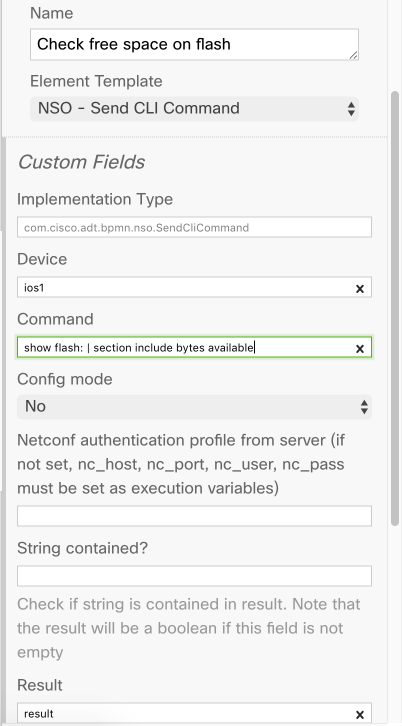 Name
Check free space on flash
Element Template
NSO - Send CLI Command
Custom Fields
Implementation Type
com.cisco.adt.bpmn.nso.SendCliCommand
Device
ios1
Command
show flash: | section include bytes available
Config mode
No
Netconf authentication profile from server (if
not set, nc_host, nc_port, nc_user, nc_pass
must be set as execution variables)
String contained?
Check if string is contained in result. Note that
the result will be a boolean if this field is not
empty
Result
result